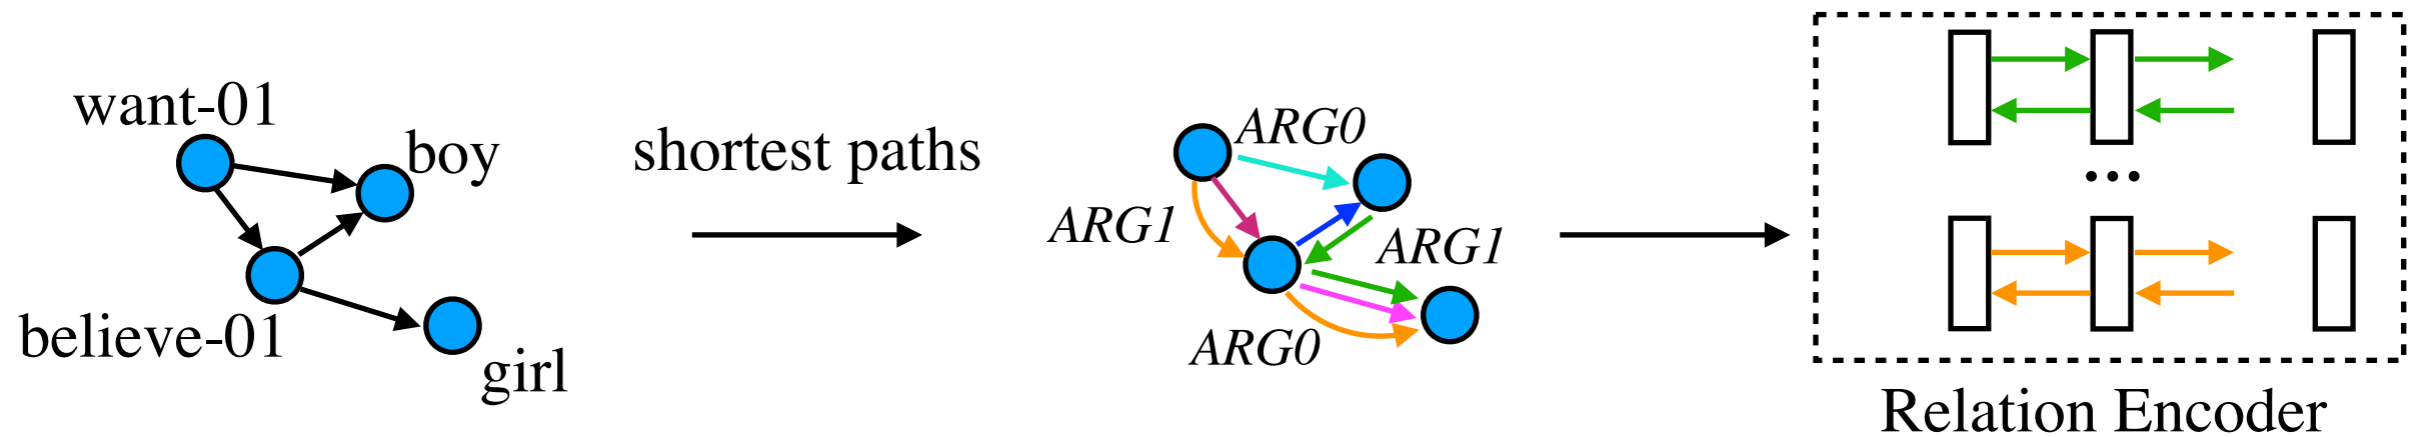 want-01
boy
believe-01
girl
shortest paths
ARG0
ARG1
ARG1
ARG0
...
Relation Encoder